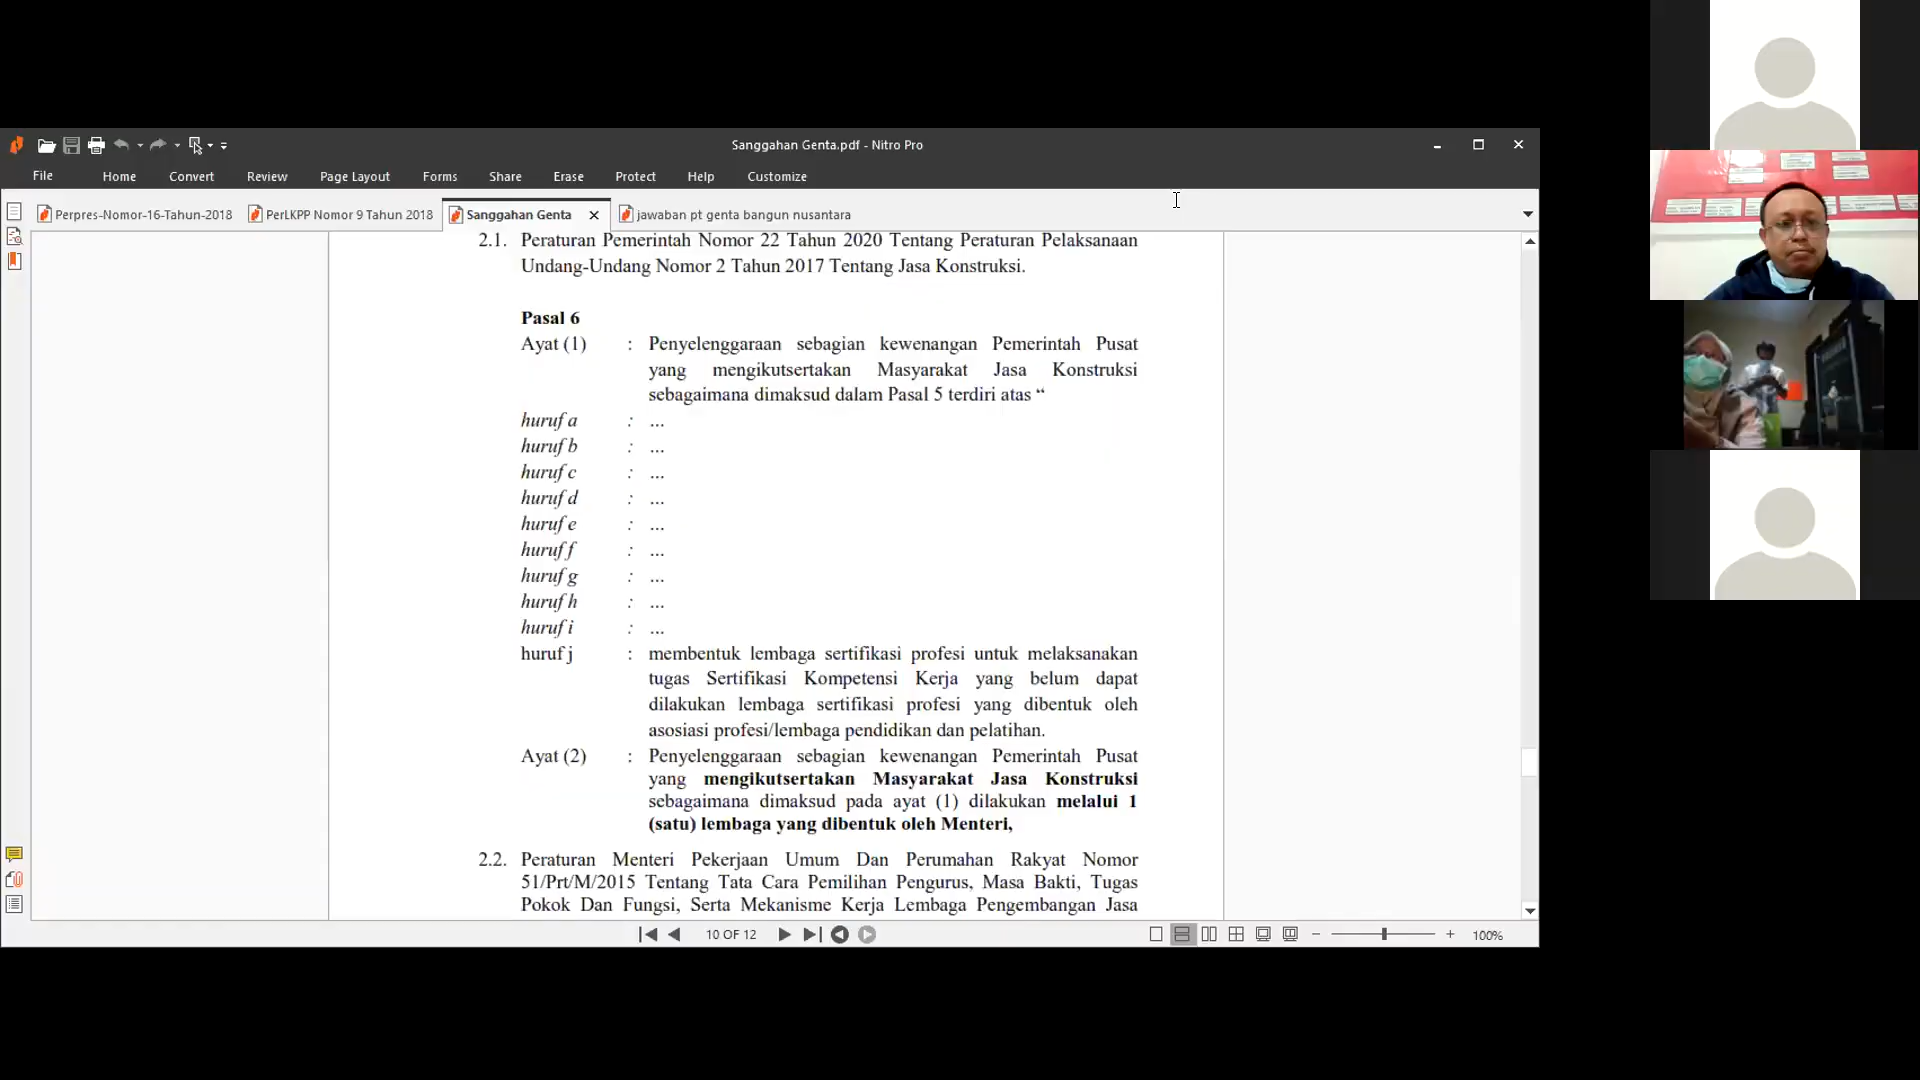 Sanggahan Genta.pdf - Nitro Pro
File Home Convert Review Page Layout Forms Share Erase Protect Help Customize
Perpres-Nomor-16-Tahun-2018 PerLKPP Nomor 9 Tahun 2018 Sanggahan Genta jawaban pt genta bangun nusantara
2.1. Peraturan Pemerintah Nomor 22 Tahun 2020 Tentang Peraturan Pelaksanaan
Undang-Undang Nomor 2 Tahun 2017 Tentang Jasa Konstruksi.
Pasal 6
Ayat (1) : Penyelenggaraan sebagian kewenangan Pemerintah Pusat
yang mengikutsertakan Masyarakat Jasa Konstruksi
sebagaimana dimaksud dalam Pasal 5 terdiri atas “
huruf a : ...
huruf b : ...
huruf c : ...
huruf d : ...
huruf e : ...
huruf f : ...
huruf g : ...
huruf h : ...
huruf i : ...
huruf j : membentuk lembaga sertifikasi profesi untuk melaksanakan
tugas Sertifikasi Kompetensi Kerja yang belum dapat
dilakukan lembaga sertifikasi profesi yang dibentuk oleh
asosiasi profesi/lembaga pendidikan dan pelatihan.
Ayat (2) : Penyelenggaraan sebagian kewenangan Pemerintah Pusat
yang mengikutsertakan Masyarakat Jasa Konstruksi
sebagaimana dimaksud pada ayat (1) dilakukan melalui 1
(satu) lembaga yang dibentuk oleh Menteri,
2.2. Peraturan Menteri Pekerjaan Umum Dan Perumahan Rakyat Nomor
51/Prt/M/2015 Tentang Tata Cara Pemilihan Pengurus, Masa Bakti, Tugas
Pokok Dan Fungsi, Serta Mekanisme Kerja Lembaga Pengembangan Jasa
10 OF 12
100%